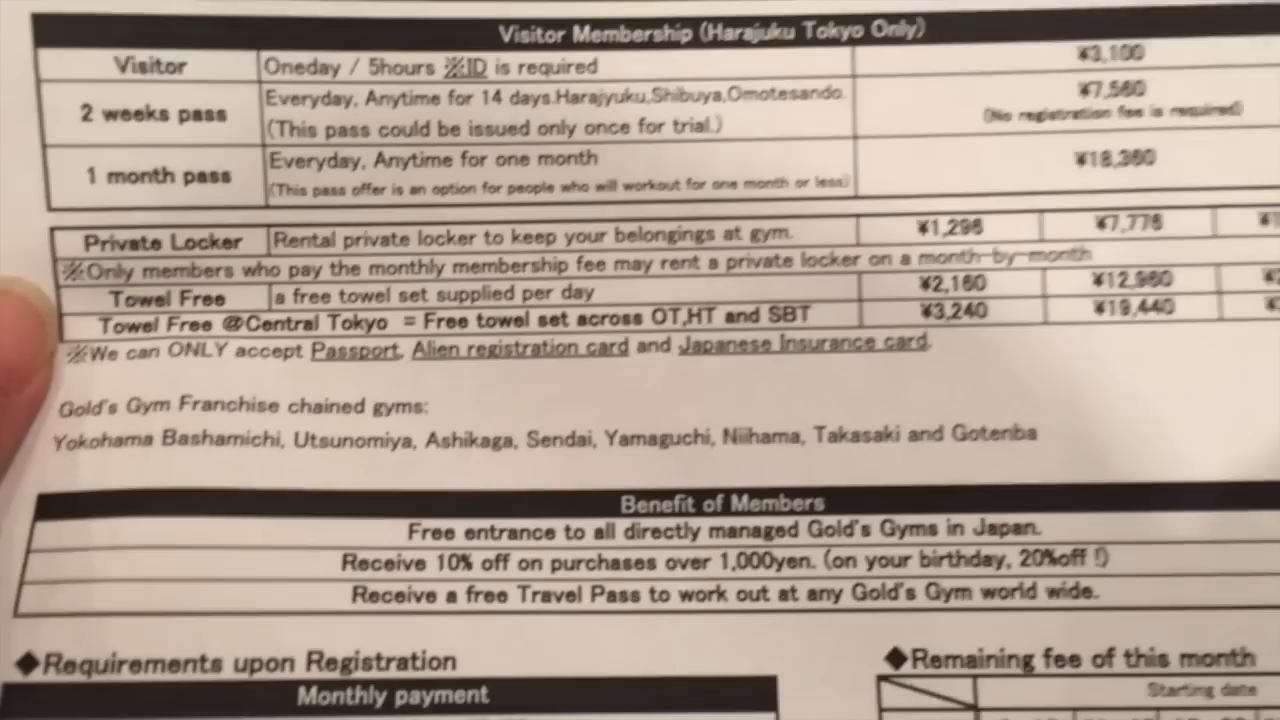 Visitor Membership (Harajuku Tokyo Only)
Visitor Oneday / 5hours ※ID is required ¥3,100
2 weeks pass Everyday, Anytime for 14 days.Harajyuku,Shibuya,Omotesando. ¥7,560
(This pass could be issued only once for trial.) (No registration fee is required)
1 month pass Everyday, Anytime for one month ¥18,360
(This pass offer is an option for people who will workout for one month or less)
Private Locker Rental private locker to keep your belongings at gym. ¥1,296 ¥7,776
※Only members who pay the monthly membership fee may rent a private locker on a month-by-month
Towel Free a free towel set supplied per day ¥2,160 ¥12,960
Towel Free @Central Tokyo = Free towel set across OT,HT and SBT ¥3,240 ¥19,440
※We can ONLY accept Passport, Alien registration card and Japanese Insurance card.
Gold's Gym Franchise chained gyms:
Yokohama Bashamichi, Utsunomiya, Ashikaga, Sendai, Yamaguchi, Niihama, Takasaki and Gotenba
Benefit of Members
Free entrance to all directly managed Gold's Gyms in Japan.
Receive 10% off on purchases over 1,000yen. (on your birthday, 20%off !)
Receive a free Travel Pass to work out at any Gold's Gym world wide.
◆Requirements upon Registration
Monthly payment
◆Remaining fee of this month
Starting date